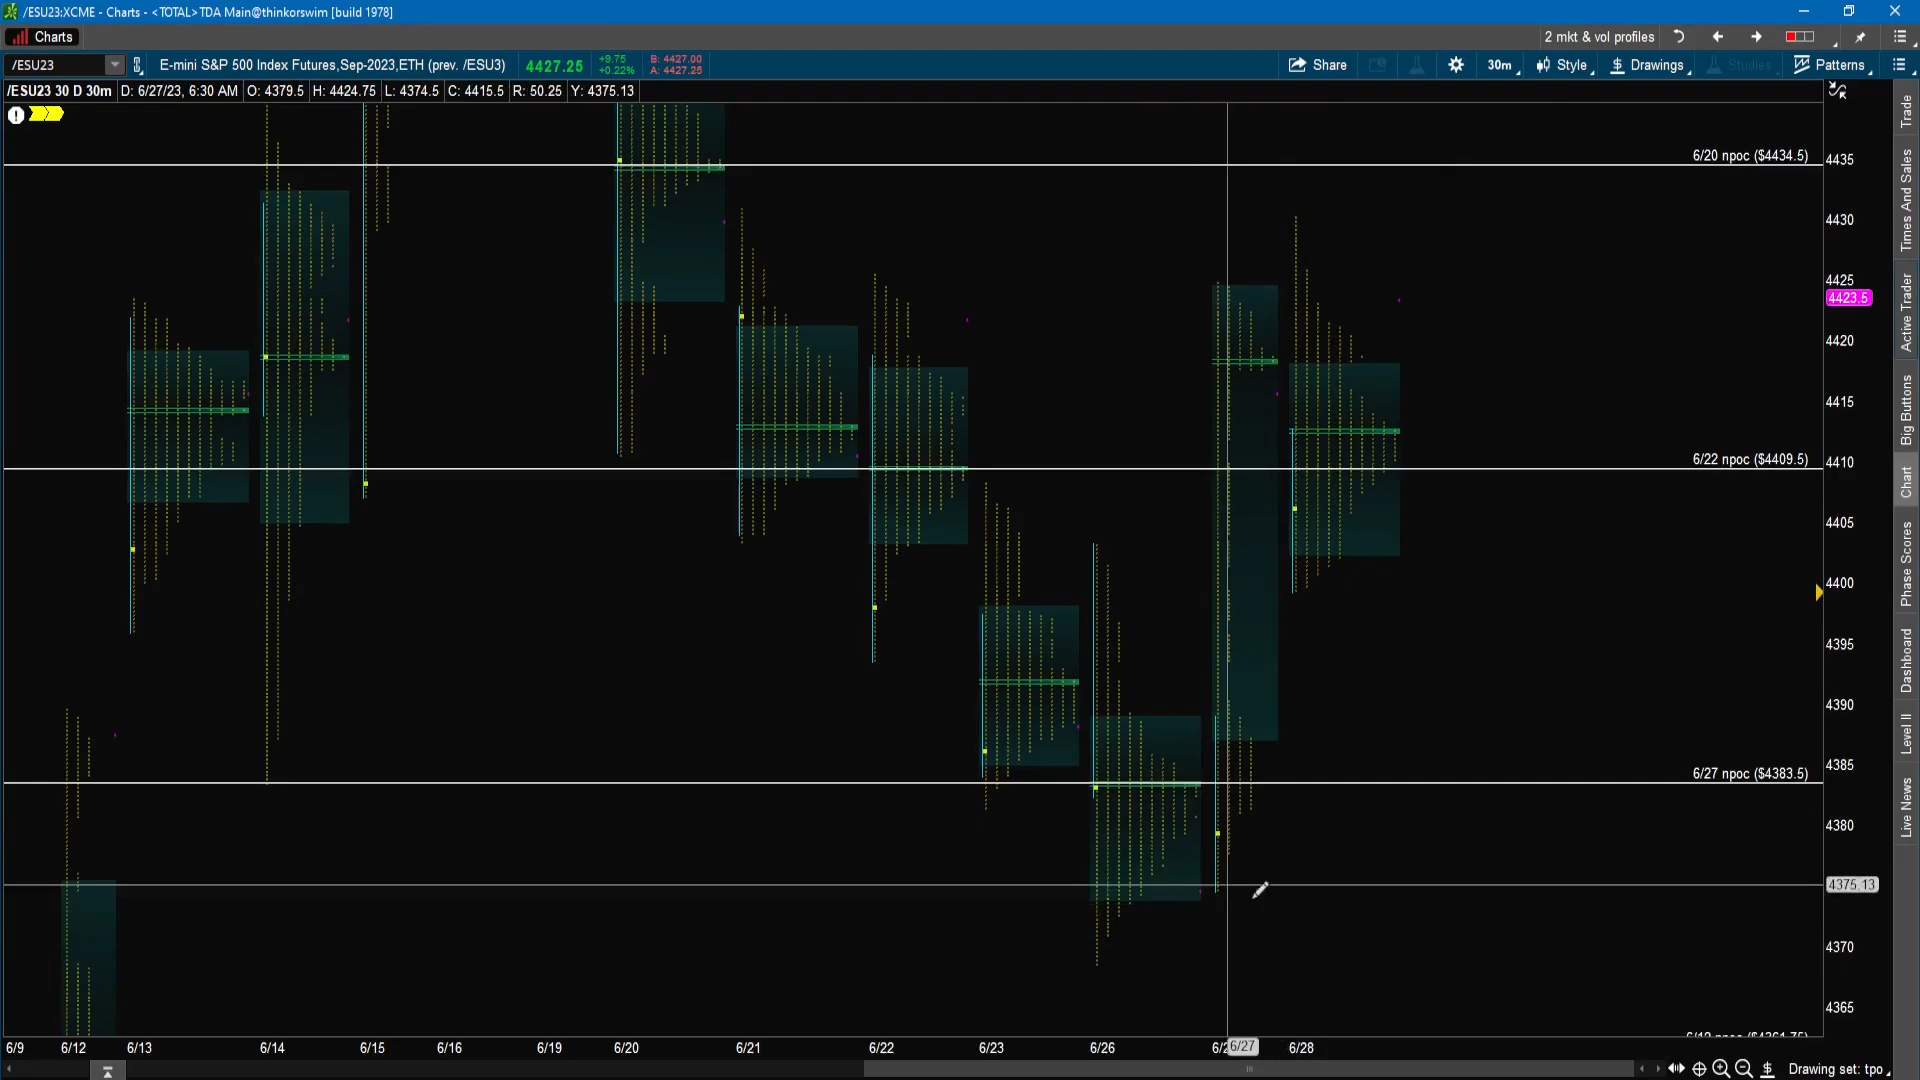 /ESU23:XCME - Charts - <TOTAL>TDA Main@thinkorswim [build 1978]
Charts
2 mkt & vol profiles
/ESU23
E-mini S&P 500 Index Futures,Sep-2023,ETH (prev. /ESU3)
4427.25
+9.75
+0.22%
B: 4427.00
A: 4427.25
Share
30m
Style
Drawings
Studies
Patterns
/ESU23 30 D 30m
D: 6/27/23, 6:30 AM
O: 4379.5
H: 4424.75
L: 4374.5
C: 4415.5
R: 50.25
Y: 4375.13
6/20 npoc ($4434.5)
6/22 npoc ($4409.5)
6/27 npoc ($4383.5)
6/12 npoc ($4361.75)
4435
4430
4425
4423.5
4420
4415
4410
4405
4400
4395
4390
4385
4380
4375.13
4370
4365
Trade
Times And Sales
Active Trader
Big Buttons
Chart
Phase Scores
Dashboard
Level II
Live News
6/9
6/12
6/13
6/14
6/15
6/16
6/19
6/20
6/21
6/22
6/23
6/26
6/27
6/28
Drawing set: tpo